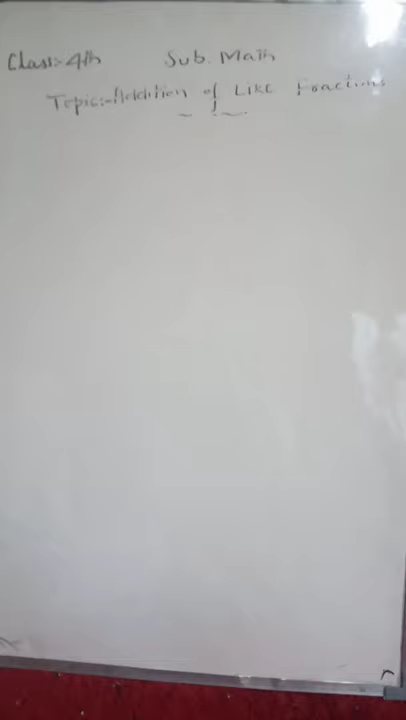 Class:- 4th Sub. Math
Topic:- Addition of Like Fractions